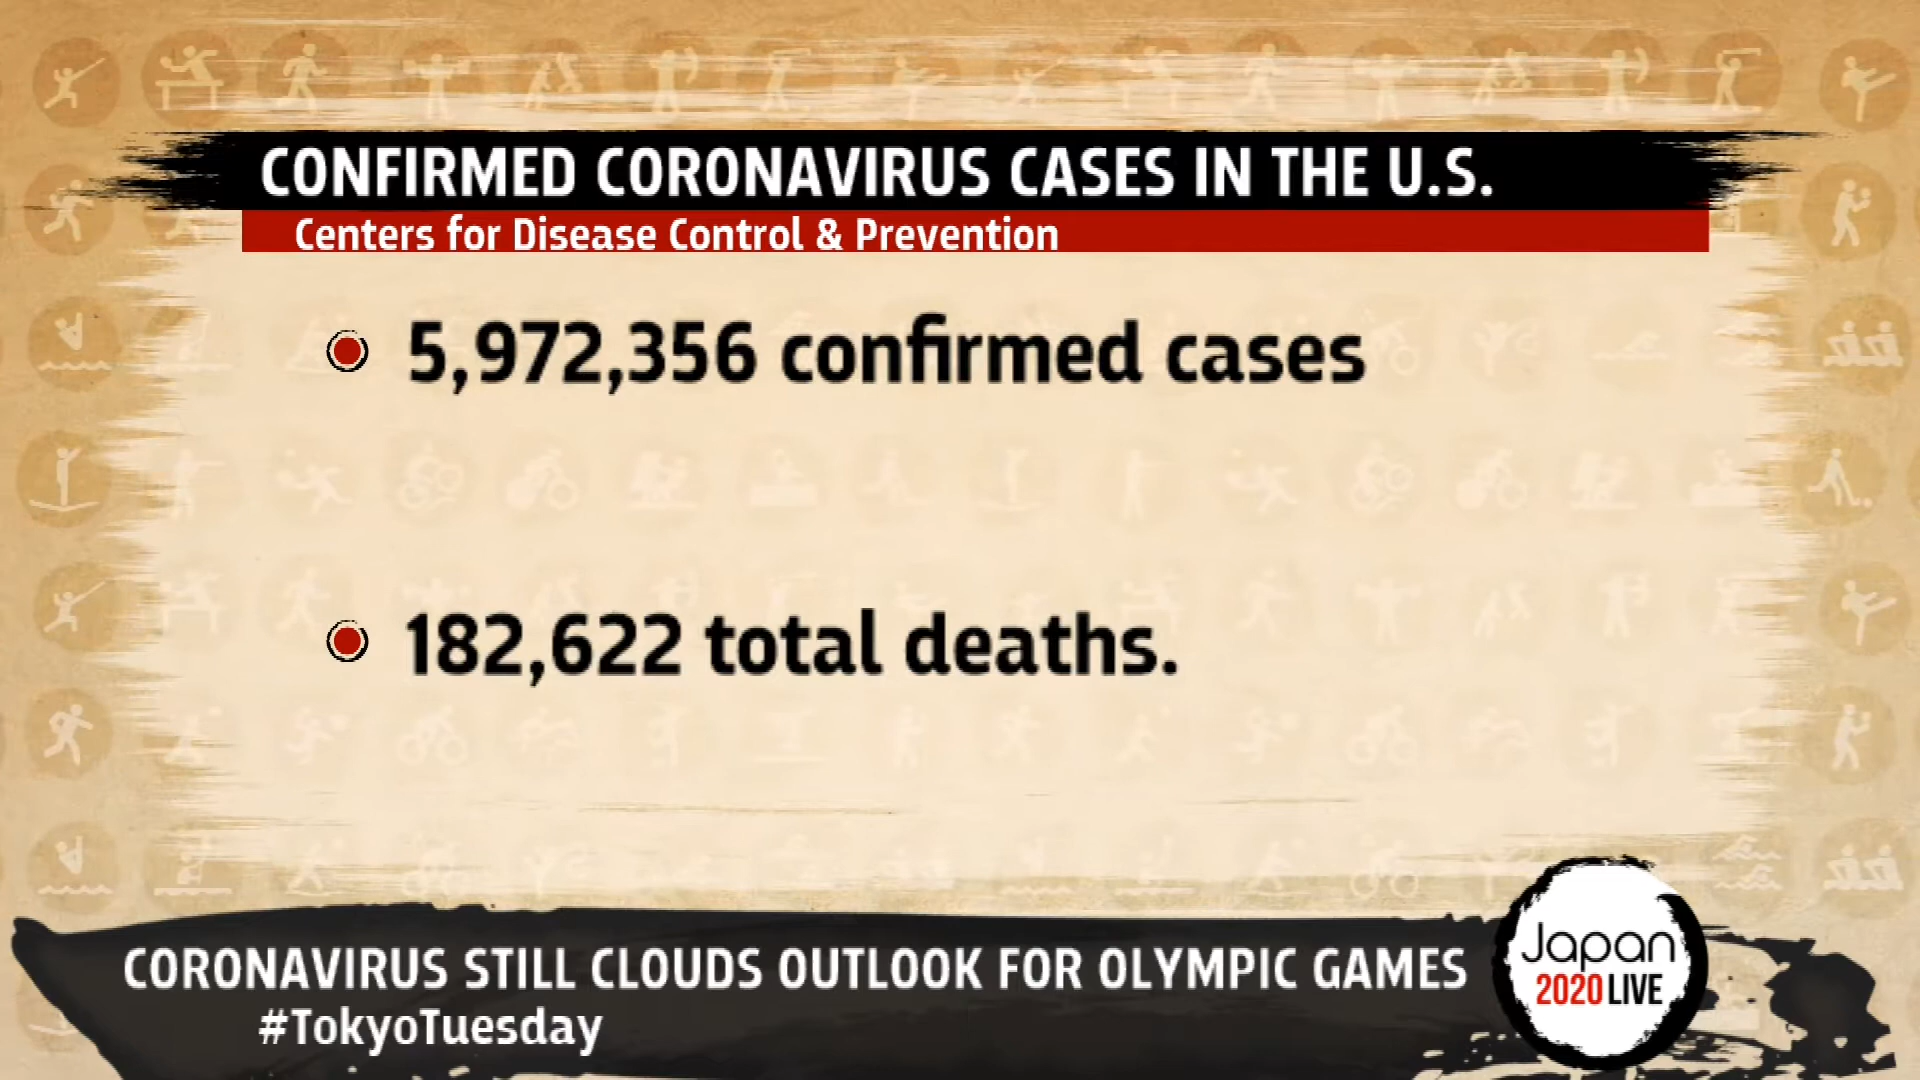 CONFIRMED CORONAVIRUS CASES IN THE U.S.
Centers for Disease Control & Prevention
5,972,356 confirmed cases
182,622 total deaths.
CORONAVIRUS STILL CLOUDS OUTLOOK FOR OLYMPIC GAMES
#TokyoTuesday
Japan
2020 LIVE